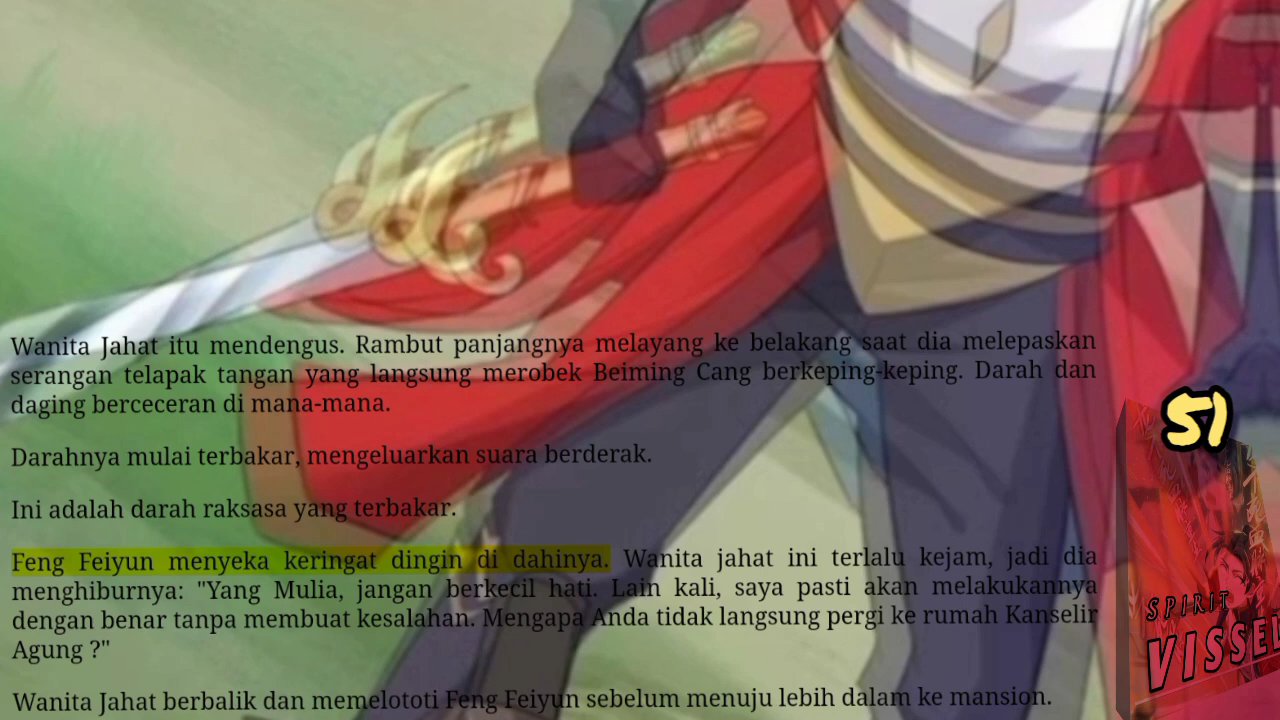 Wanita Jahat itu mendengus. Rambut panjangnya melayang ke belakang saat dia melepaskan
serangan telapak tangan yang langsung merobek Beiming Cang berkeping-keping. Darah dan
daging berceceran di mana-mana.
Darahnya mulai terbakar, mengeluarkan suara berderak.
Ini adalah darah raksasa yang terbakar.
Feng Feiyun menyeka keringat dingin di dahinya. Wanita jahat ini terlalu kejam, jadi dia
menghiburnya: "Yang Mulia, jangan berkecil hati. Lain kali, saya pasti akan melakukannya
dengan benar tanpa membuat kesalahan. Mengapa Anda tidak langsung pergi ke rumah Kanselir
Agung ?"
Wanita Jahat berbalik dan memelototi Feng Feiyun sebelum menuju lebih dalam ke mansion.
51
SPIRIT
VISSEL